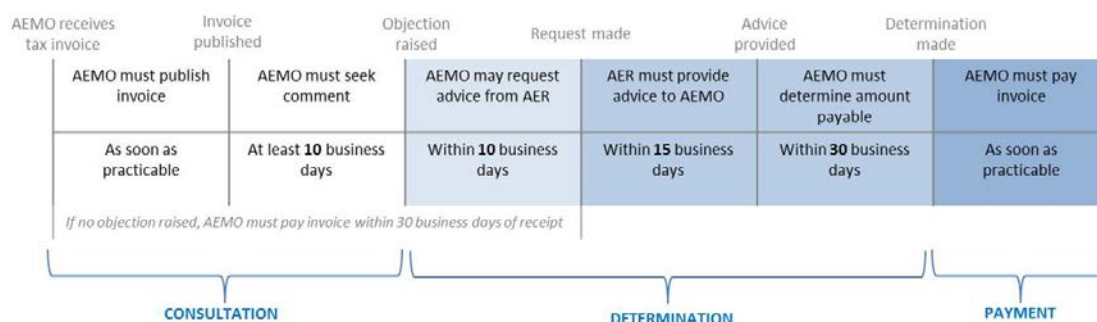 AEMO receives
tax invoice
Invoice
published
Objection
raised
Request made
Advice
provided
Determination
made
AEMO must publish
invoice
AEMO must seek
comment
AEMO may request
advice from AER
AER must provide
advice to AEMO
AEMO must
determine amount
payable
AEMO must pay
invoice
As soon as
practicable
At least 10 business
days
Within 10 business
days
Within 15 business
days
Within 30 business
days
As soon as
practicable
If no objection raised, AEMO must pay invoice within 30 business days of receipt
CONSULTATION
DETERMINATION
PAYMENT